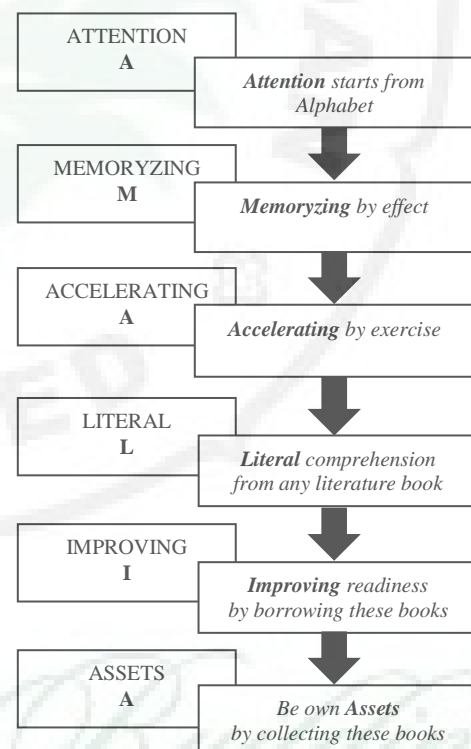 ATTENTION
A
Attention starts from
Alphabet
MEMORYZING
M
Memoryzing by effect
ACCELERATING
A
Accelerating by exercise
LITERAL
L
Literal comprehension
from any literature book
IMPROVING
I
Improving readiness
by borrowing these books
ASSETS
A
Be own Assets
by collecting these books